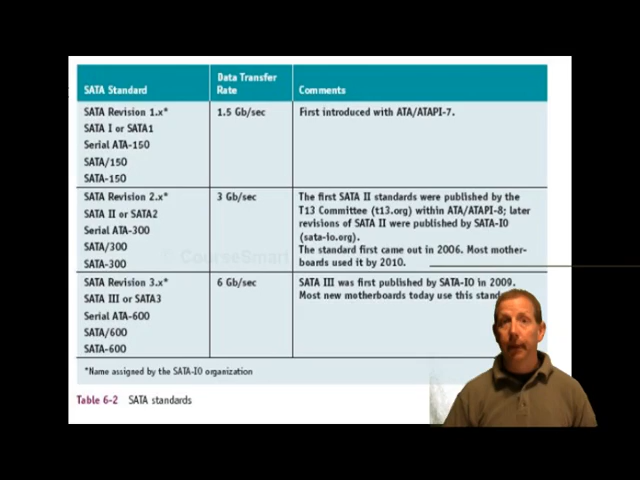 SATA Standard
Data Transfer
Rate
Comments
SATA Revision 1.x*
1.5 Gb/sec
First introduced with ATA/ATAPI-7.
SATA I or SATA1
Serial ATA-150
SATA/150
SATA-150
SATA Revision 2.x*
3 Gb/sec
The first SATA II standards were published by the
SATA II or SATA2
T13 Committee (t13.org) within ATA/ATAPI-8; later
Serial ATA-300
revisions of SATA II were published by SATA-IO
(sata-io.org).
SATA/300
The standard first came out in 2006. Most mother-
SATA-300
boards used it by 2010.
© CourseSmart
SATA Revision 3.x*
6 Gb/sec
SATA III was first published by SATA-IO in 2009.
SATA III or SATA3
Most new motherboards today use this
Serial ATA-600
SATA/600
SATA-600
*Name assigned by the SATA-IO organization
Table 6-2 SATA standards